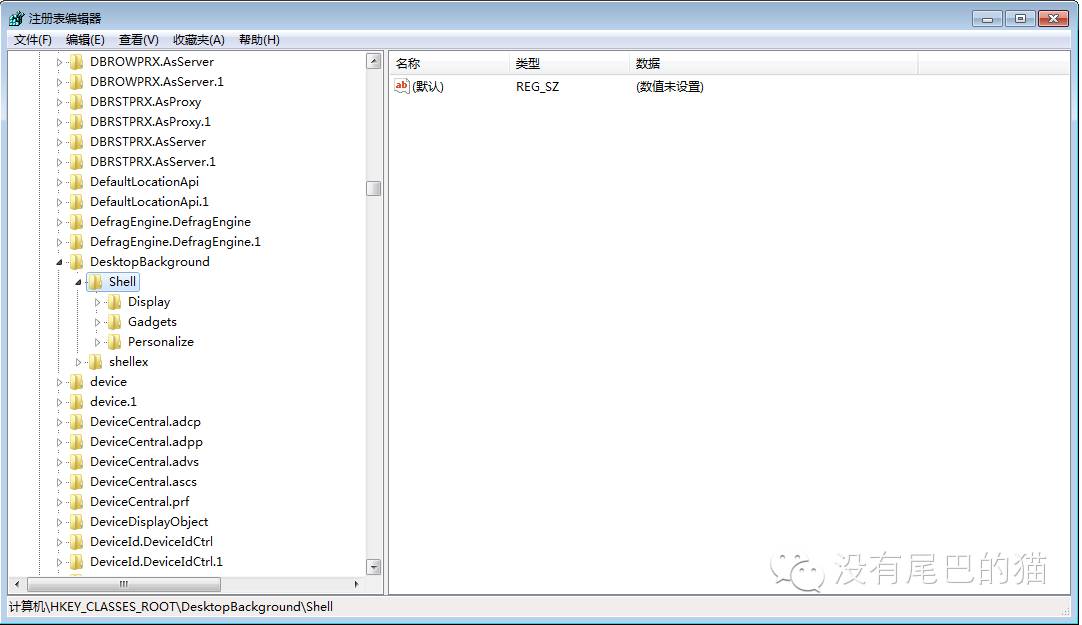 注册表编辑器
文件(F) 编辑(E) 查看(V) 收藏夹(A) 帮助(H)
DBROWPRX.AsServer
DBROWPRX.AsServer.1
DBRSTPRX.AsProxy
DBRSTPRX.AsProxy.1
DBRSTPRX.AsServer
DBRSTPRX.AsServer.1
DefaultLocationApi
DefaultLocationApi.1
DefragEngine.DefragEngine
DefragEngine.DefragEngine.1
DesktopBackground
Shell
Display
Gadgets
Personalize
shellex
device
device.1
DeviceCentral.adcp
DeviceCentral.adpp
DeviceCentral.advs
DeviceCentral.ascs
DeviceCentral.prf
DeviceDisplayObject
DeviceId.DeviceIdCtrl
DeviceId.DeviceIdCtrl.1
名称 类型 数据
ab (默认) REG_SZ (数值未设置)
没有尾巴的猫
计算机\HKEY_CLASSES_ROOT\DesktopBackground\Shell